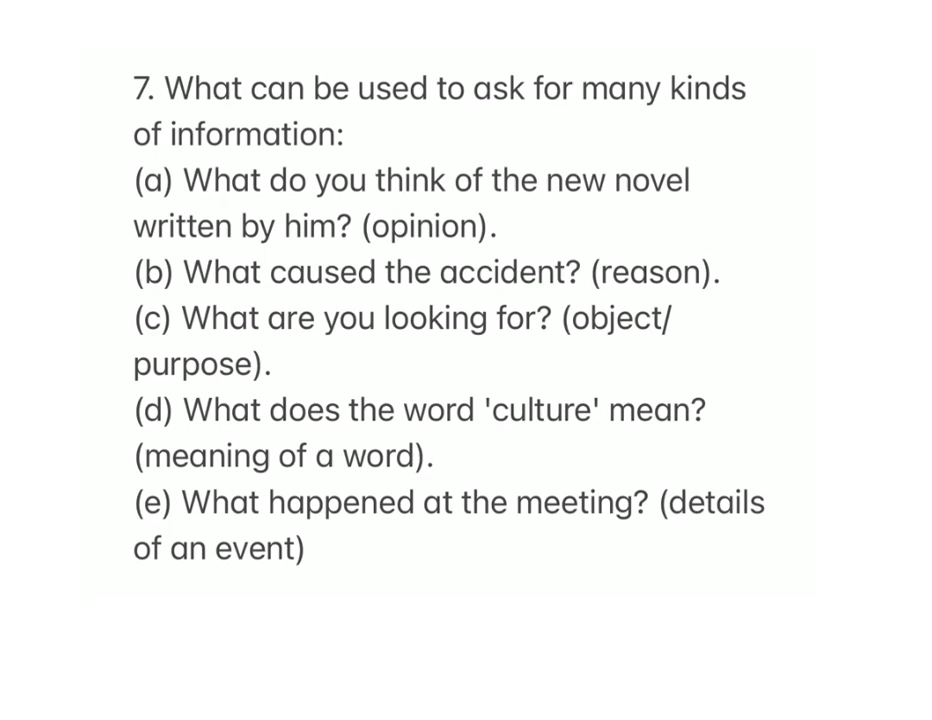 7. What can be used to ask for many kinds
of information:
(a) What do you think of the new novel
written by him? (opinion).
(b) What caused the accident? (reason).
(c) What are you looking for? (object/
purpose).
(d) What does the word 'culture' mean?
(meaning of a word).
(e) What happened at the meeting? (details
of an event)